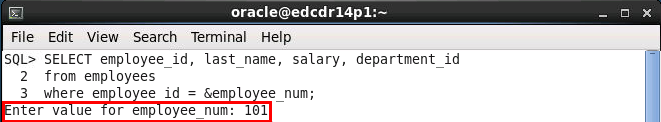 oracle@edcdr14p1:~
File Edit View Search Terminal Help
SQL> SELECT employee_id, last_name, salary, department_id
2 from employees
3 where employee_id = &employee_num;
Enter value for employee_num: 101